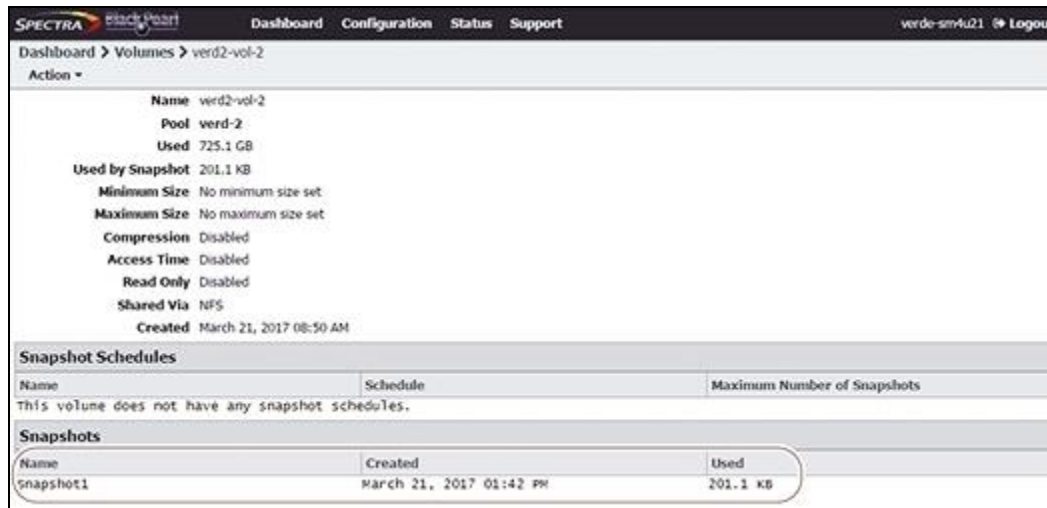 SPECTRA BlackPearl Dashboard Configuration Status Support verde-sm4u21 Logou
Dashboard > Volumes > verd2-vol-2
Action
Name verd2-vol-2
Pool verd-2
Used 725.1 GB
Used by Snapshot 201.1 KB
Minimum Size No minimum size set
Maximum Size No maximum size set
Compression Disabled
Access Time Disabled
Read Only Disabled
Shared Via NFS
Created March 21, 2017 08:50 AM
Snapshot Schedules
Name Schedule Maximum Number of Snapshots
This volume does not have any snapshot schedules.
Snapshots
Name Created Used
Snapshot1 March 21, 2017 01:42 PM 201.1 KB